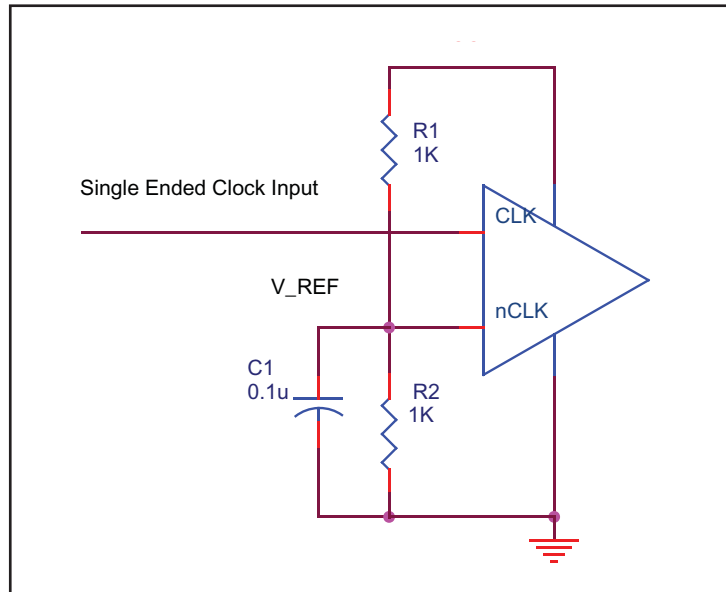 R1
1K
Single Ended Clock Input
CLK
V_REF
nCLK
C1
0.1u
R2
1K